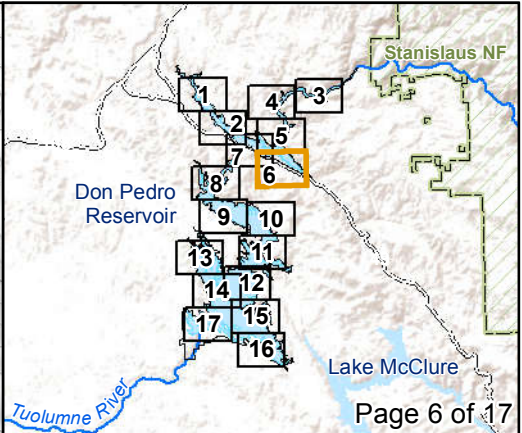 Stanislaus NF
1
4
3
2
5
7
6
Don Pedro
Reservoir
8
9
10
13
11
14
12
17
15
16
Lake McClure
Tuolumne River
Page 6 of 17